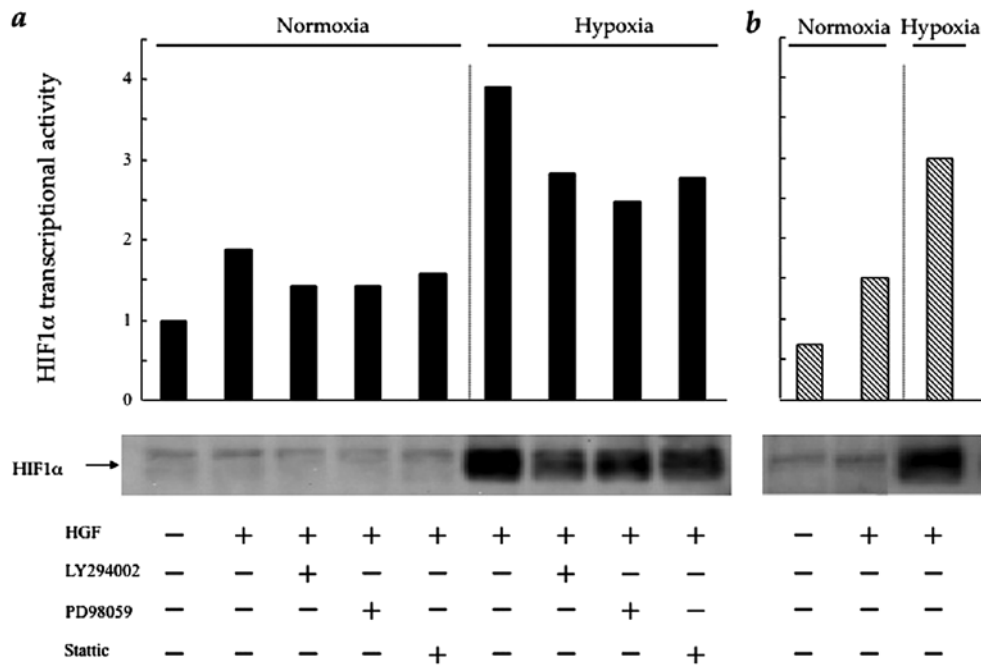 a
b
Normoxia
Hypoxia
Normoxia
Hypoxia
HIF1α transcriptional activity
4
3
2
1
0
HIF1α
HGF − + + + + + + + + − + +
LY294002 − − + − − − + − − − − −
PD98059 − − − + − − − + − − − −
Stattic − − − − + − − − + − − −